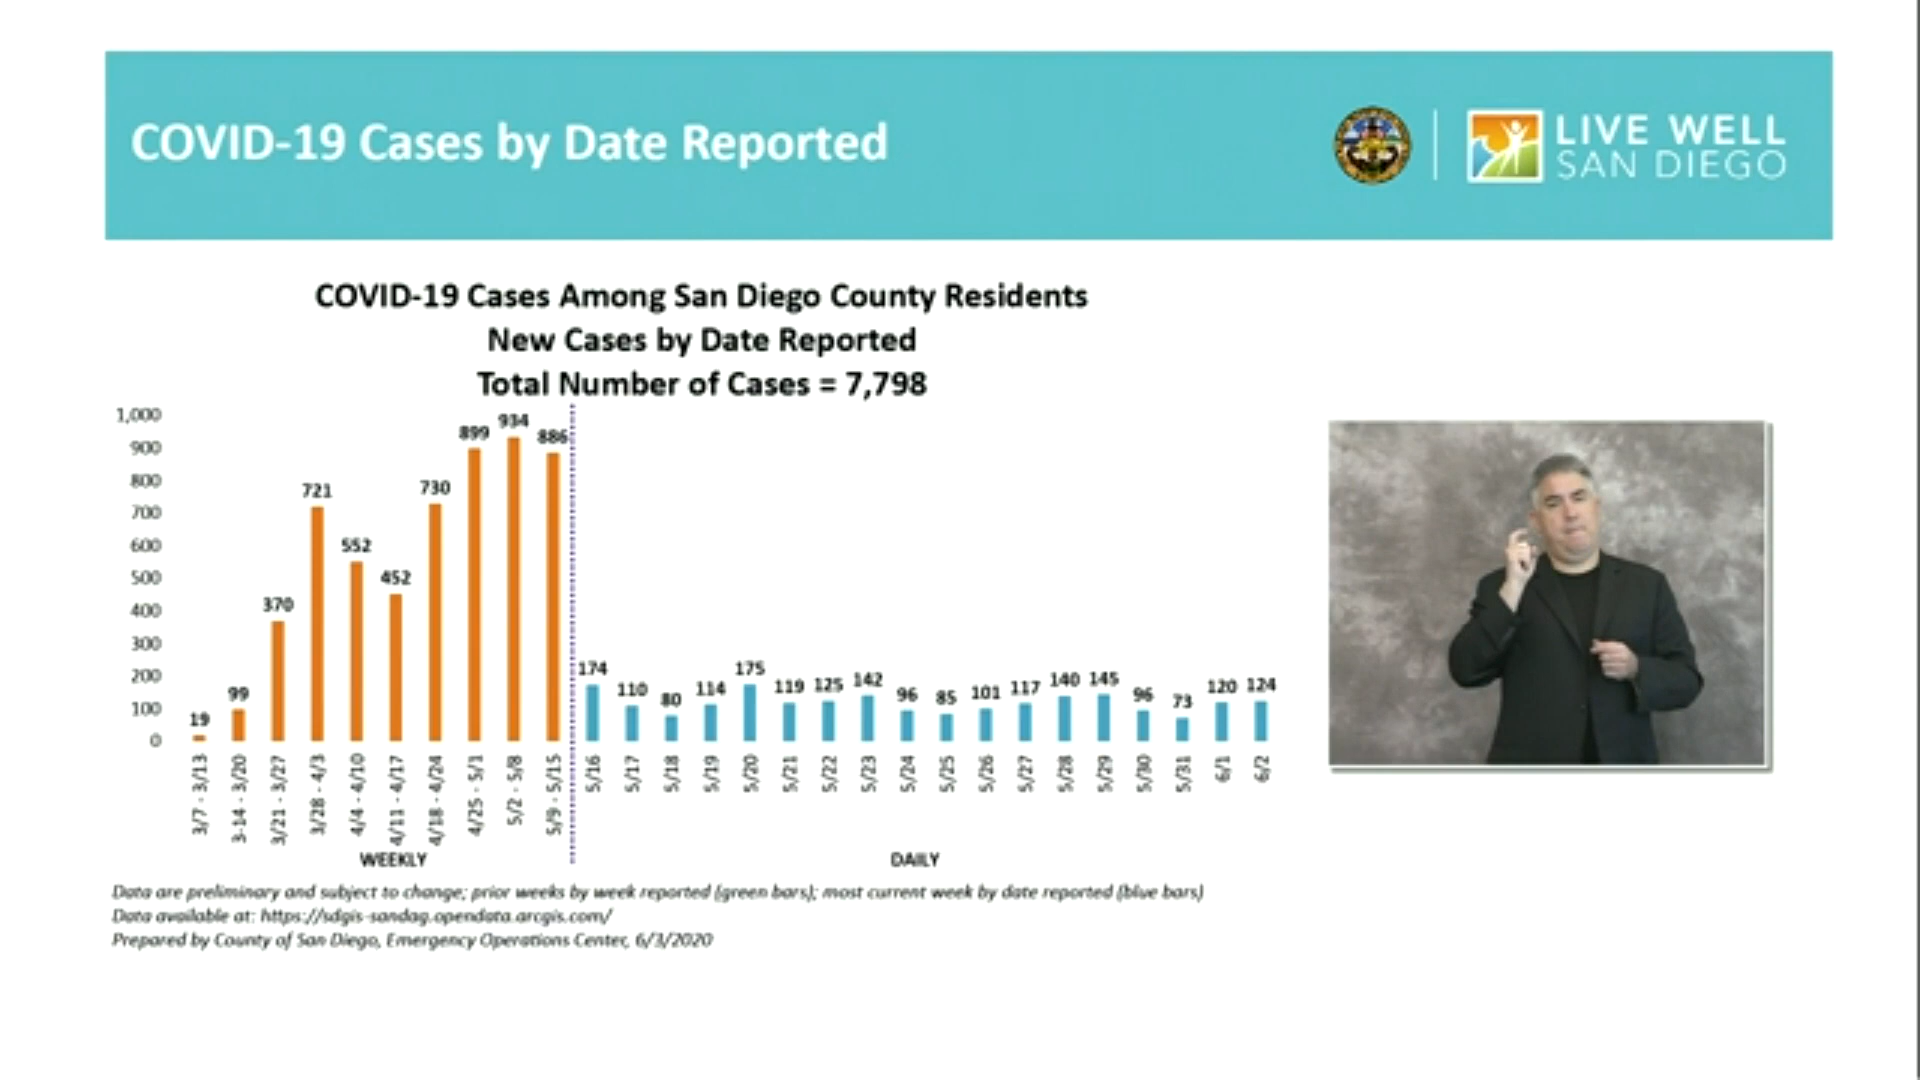 COVID-19 Cases by Date Reported
LIVE WELL
SAN DIEGO
COVID-19 Cases Among San Diego County Residents
New Cases by Date Reported
Total Number of Cases = 7,798
1,000
900
800
700
600
500
400
300
200
100
0
19
99
370
721
552
452
730
899
934
886
174
110
80
114
175
119
125
142
96
85
101
117
140
145
96
73
120
124
3/7 - 3/13
3-14 - 3/20
3/21 - 3/27
3/28 - 4/3
4/4 - 4/10
4/11 - 4/17
4/18 - 4/24
4/25 - 5/1
5/2 - 5/8
5/9 - 5/15
5/16
5/17
5/18
5/19
5/20
5/21
5/22
5/23
5/24
5/25
5/26
5/27
5/28
5/29
5/30
5/31
6/1
6/2
WEEKLY
DAILY
Data are preliminary and subject to change; prior weeks by week reported (green bars); most current week by date reported (blue bars)
Data available at: https://sdgis-sandag.opendata.arcgis.com/
Prepared by County of San Diego, Emergency Operations Center, 6/3/2020